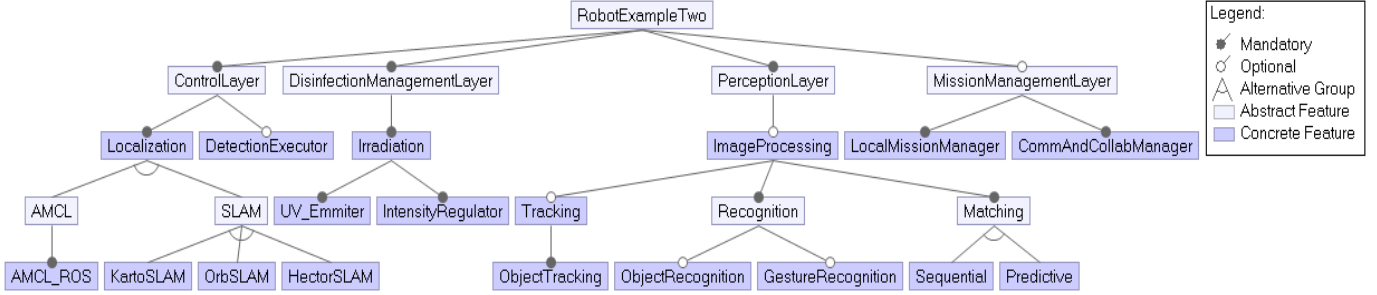 RobotExampleTwo
Legend:
Mandatory
Optional
Alternative Group
Abstract Feature
Concrete Feature
ControlLayer
DisinfectionManagementLayer
PerceptionLayer
MissionManagementLayer
Localization
DetectionExecutor
Irradiation
ImageProcessing
LocalMissionManager
CommAndCollabManager
AMCL
SLAM
UV_Emmiter
IntensityRegulator
Tracking
Recognition
Matching
AMCL_ROS
KartoSLAM
OrbSLAM
HectorSLAM
ObjectTracking
ObjectRecognition
GestureRecognition
Sequential
Predictive